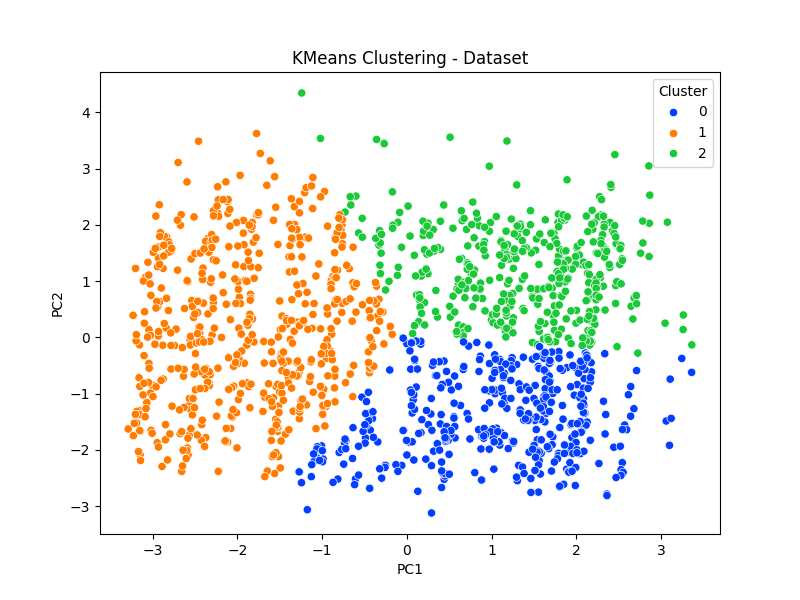 KMeans Clustering - Dataset
Cluster
0
1
2
4
3
2
1
0
−1
−2
−3
PC2
−3 −2 −1 0 1 2 3
PC1